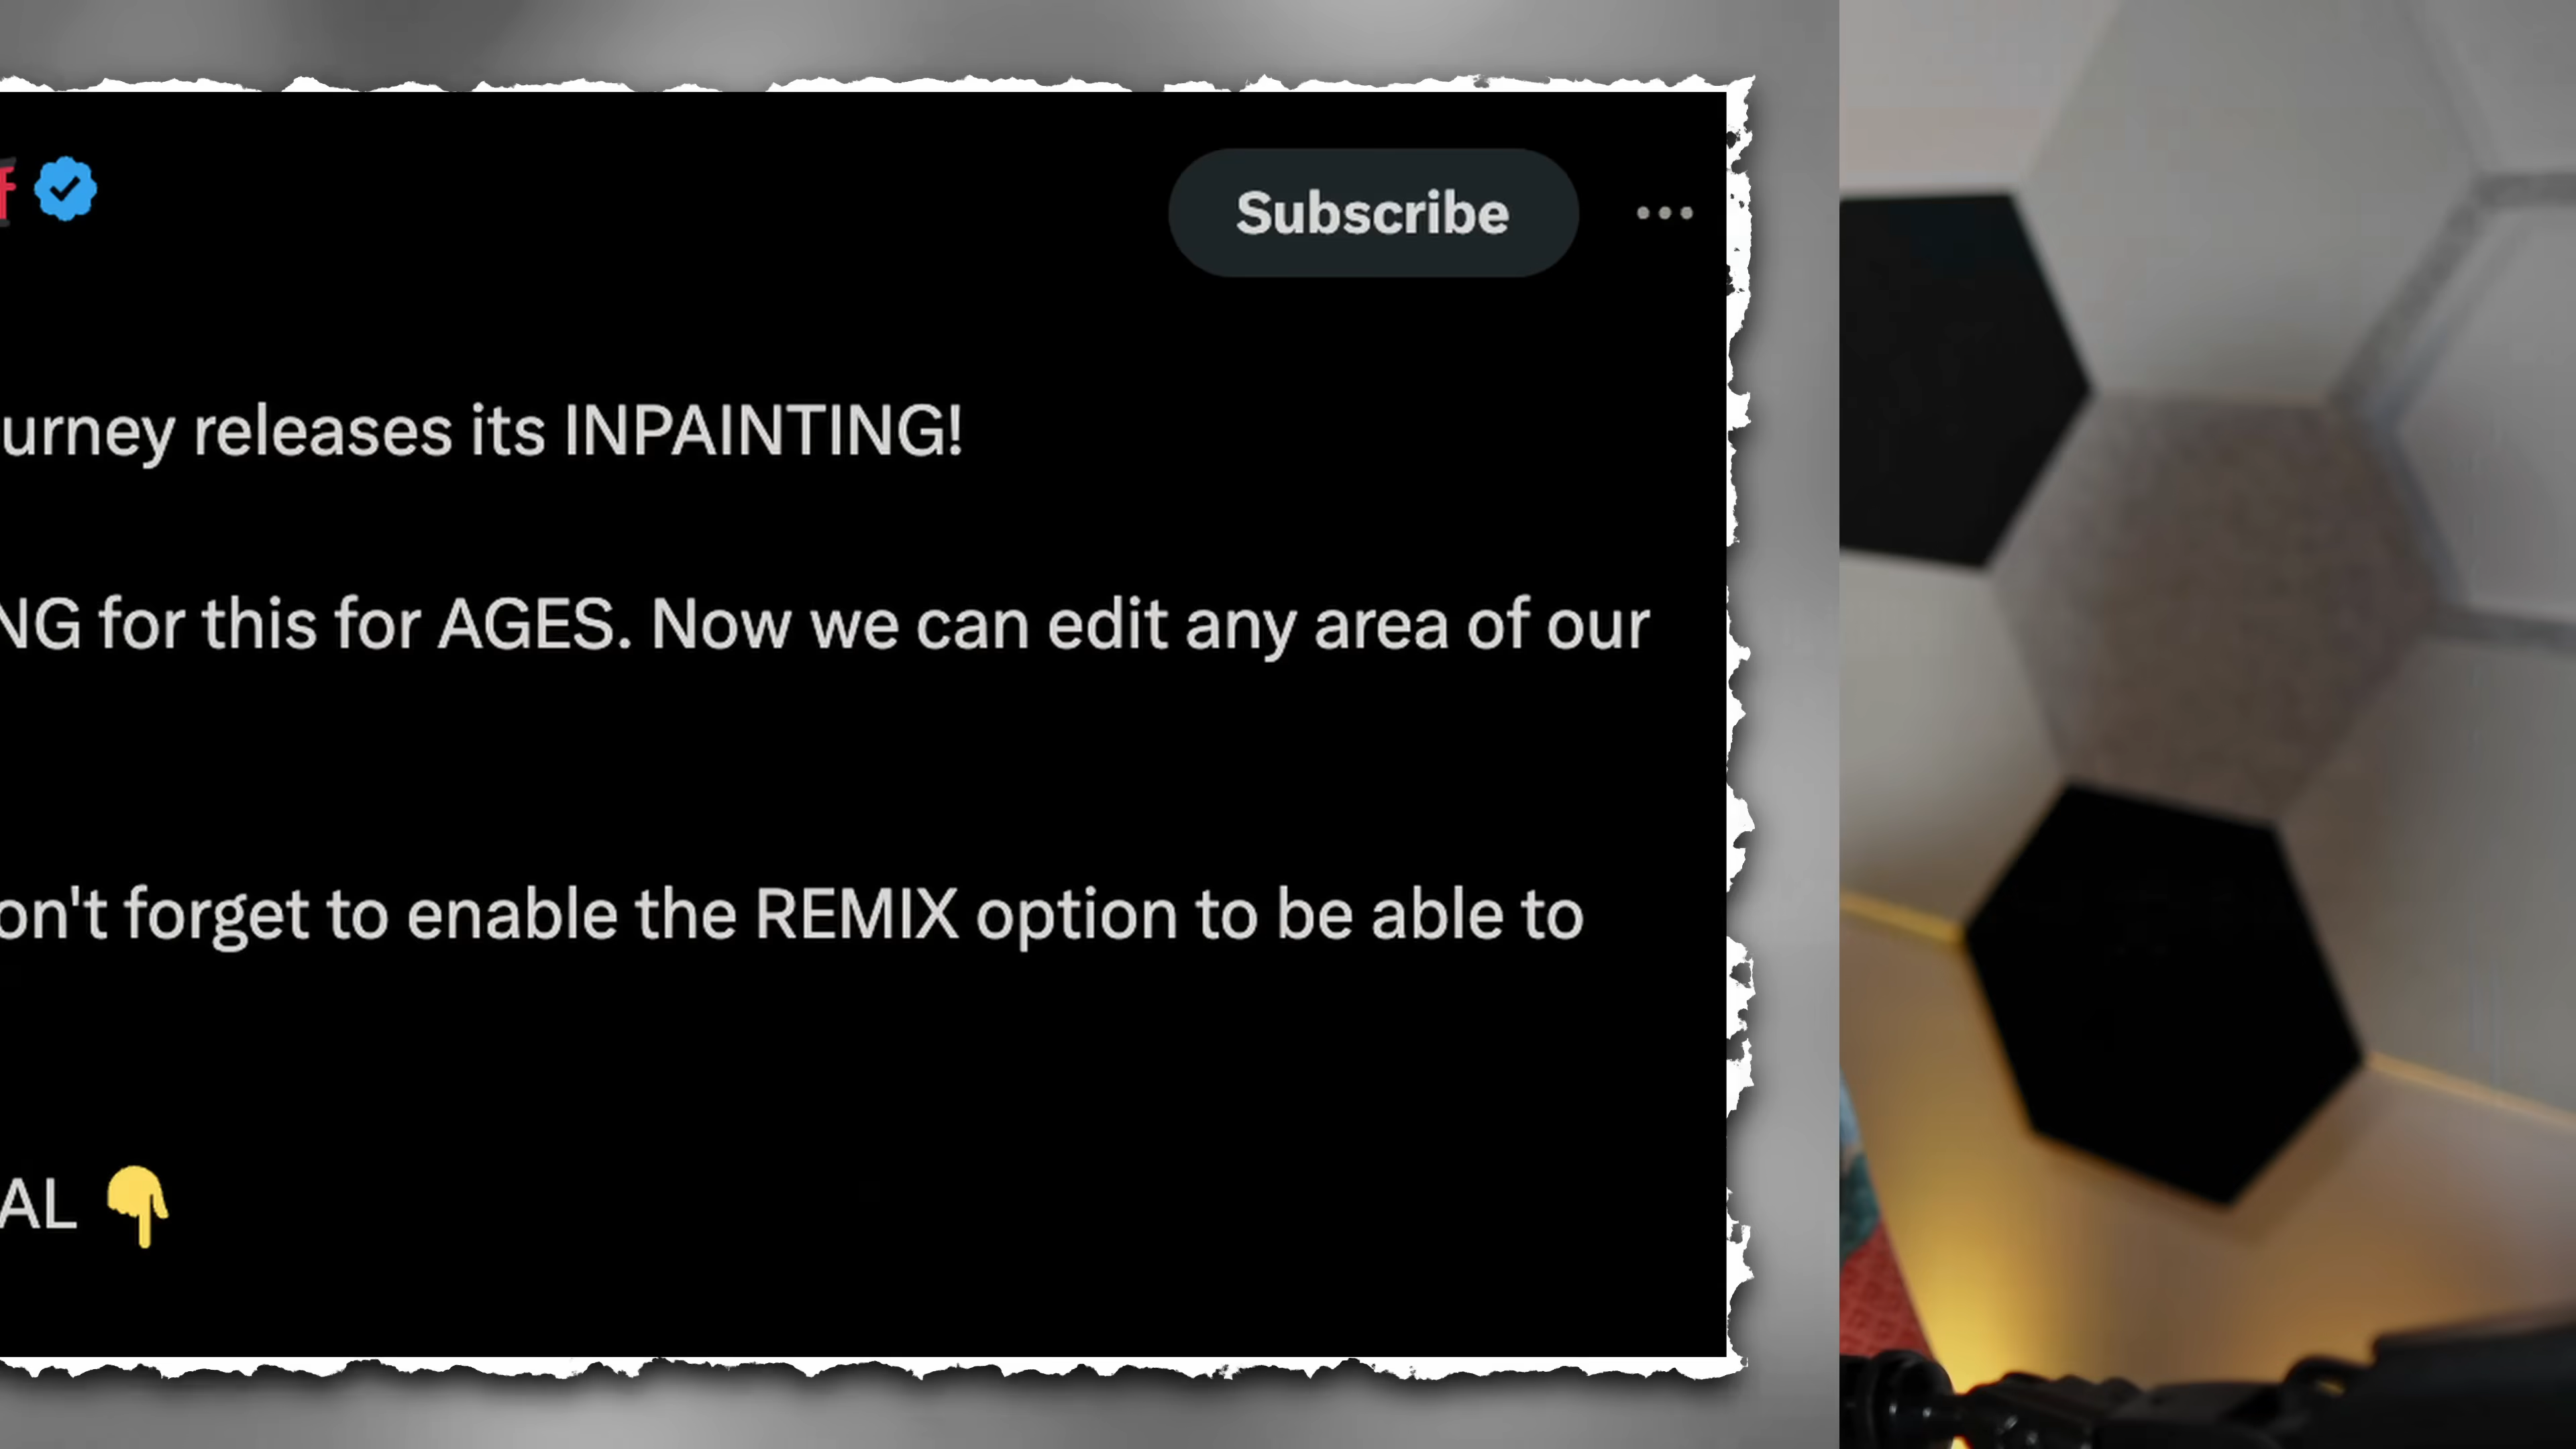 Subscribe
urney releases its INPAINTING!
NG for this for AGES. Now we can edit any area of our
on't forget to enable the REMIX option to be able to
AL 👇